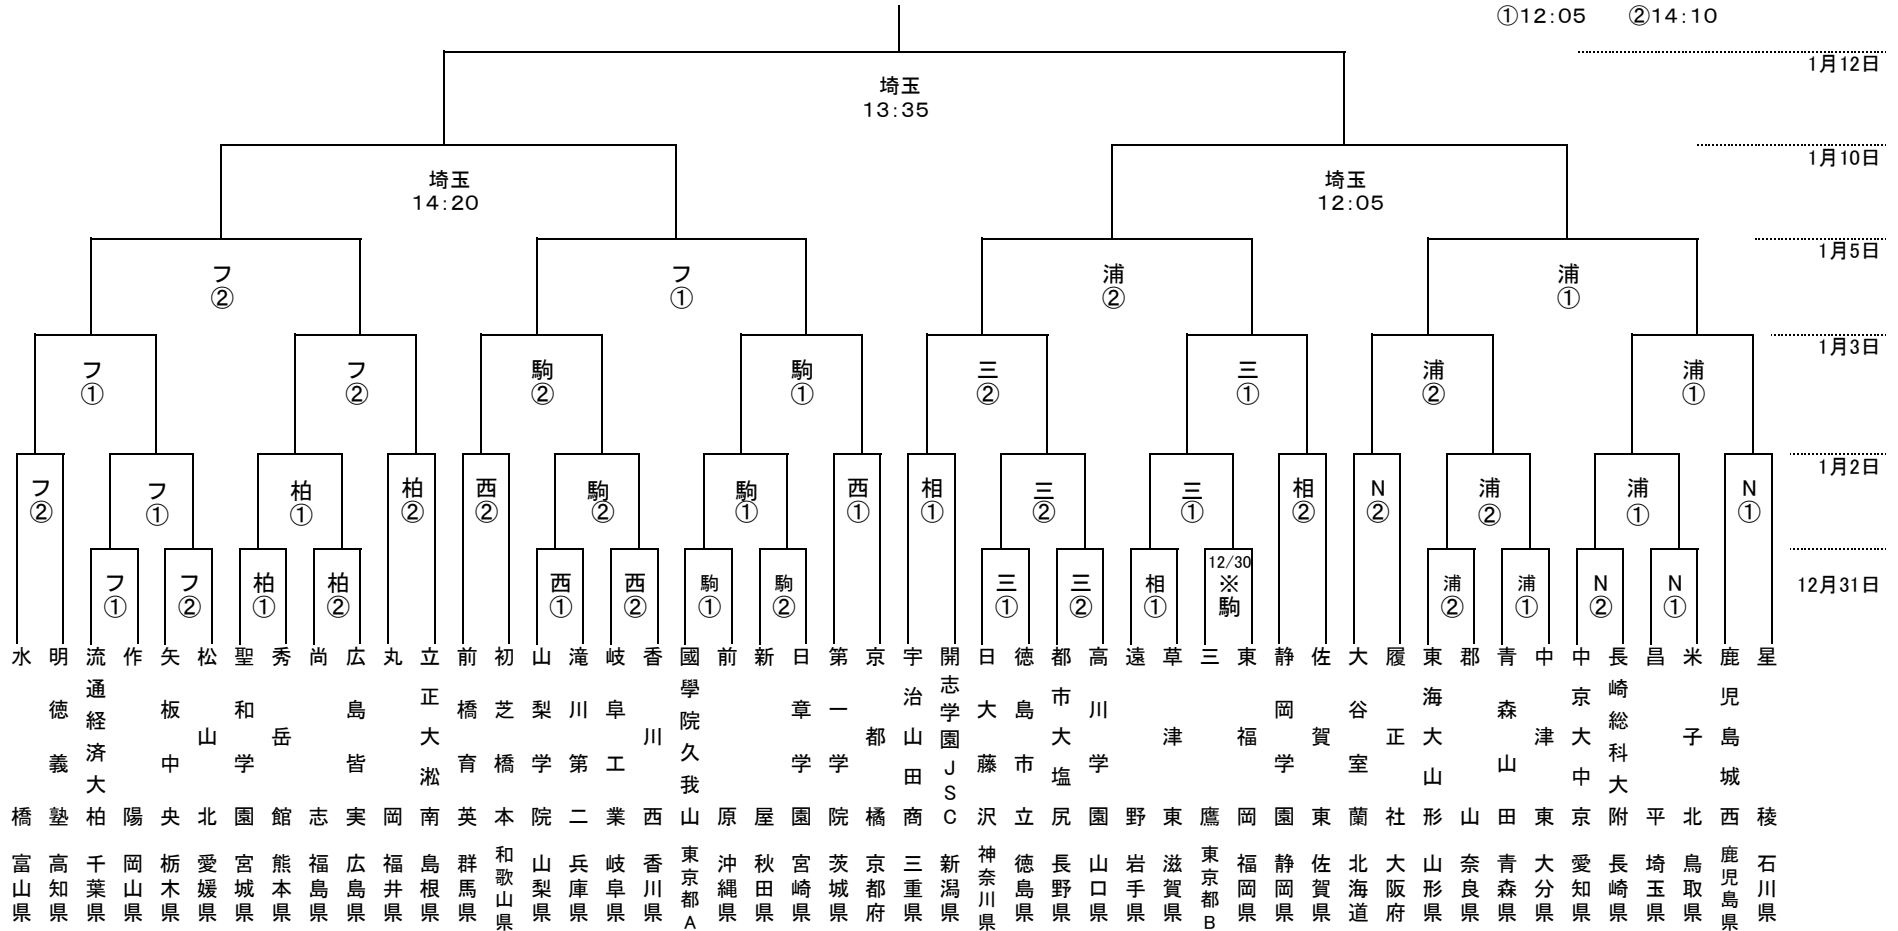 ①12:05 ②14:10
1月12日
埼玉
13:35
1月10日
埼玉
14:20
埼玉
12:05
1月5日
フ
②
フ
①
浦
②
浦
①
1月3日
フ
①
フ
②
駒
②
駒
①
三
②
三
①
浦
②
浦
①
1月2日
フ
②
フ
①
柏
①
柏
②
西
②
駒
②
駒
①
西
①
相
①
三
②
三
①
相
②
N
②
浦
②
浦
①
N
①
12月31日
フ
①
フ
②
柏
①
柏
②
西
①
西
②
駒
①
駒
②
三
①
三
②
相
①
12/30
※
駒
浦
②
浦
①
N
②
N
①
水橋
富山県
明徳義塾
高知県
流通経済大柏
千葉県
作陽
岡山県
矢板中央
栃木県
松山北
愛媛県
聖和学園
宮城県
秀岳館
熊本県
尚志
福島県
広島皆実
広島県
丸岡
福井県
立正大淞南
島根県
前橋育英
群馬県
初芝橋本
和歌山県
山梨学院
山梨県
滝川第二
兵庫県
岐阜工業
岐阜県
香川西
香川県
國學院久我山
東京都A
前原
沖縄県
新屋
秋田県
日章学園
宮崎県
第一学院
茨城県
京都橘
京都府
宇治山田商
三重県
開志学園JSC
新潟県
日大藤沢
神奈川県
徳島市立
徳島県
都市大塩尻
長野県
高川学園
山口県
遠野
岩手県
草津東
滋賀県
三鷹
東京都B
東福岡
福岡県
静岡学園
静岡県
佐賀東
佐賀県
大谷室蘭
北海道
履正社
大阪府
東海大山形
山形県
郡山
奈良県
青森山田
青森県
中津東
大分県
中京大中京
愛知県
長崎総科大附
長崎県
昌平
埼玉県
米子北
鳥取県
鹿児島城西
鹿児島県
星稜
石川県